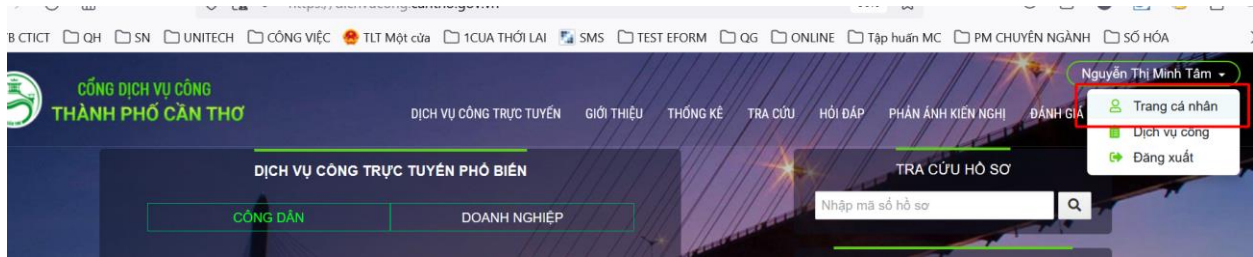 cantho.gov.vn
B CTICT QH SN UNITECH CÔNG VIỆC TLT Một cửa 1CUA THỚI LAI SMS TEST EFORM QG ONLINE Tập huấn MC PM CHUYÊN NGÀNH SỐ HÓA
CỔNG DỊCH VỤ CÔNG
THÀNH PHỐ CẦN THƠ
Nguyễn Thị Minh Tâm
DỊCH VỤ CÔNG TRỰC TUYẾN GIỚI THIỆU THỐNG KÊ TRA CỨU HỎI ĐÁP PHẢN ÁNH KIẾN NGHỊ ĐÁNH GIÁ
Trang cá nhân
Dịch vụ công
Đăng xuất
DỊCH VỤ CÔNG TRỰC TUYẾN PHỔ BIẾN
CÔNG DÂN DOANH NGHIỆP
TRA CỨU HỒ SƠ
Nhập mã số hồ sơ